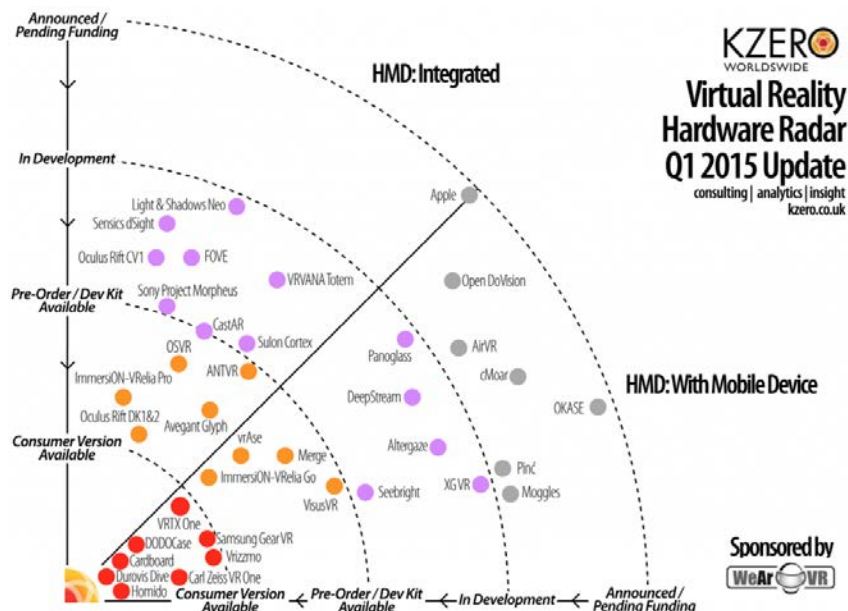 Announced /
Pending Funding
HMD: Integrated
KZERO
WORLDWIDE
Virtual Reality
Hardware Radar
Q1 2015 Update
consulting | analytics | insight
kzero.co.uk
In Development
Apple
Light & Shadows Neo
Sensics dSight
Oculus Rift CV1
FOVE
VRVANA Totem
Open DoVision
Sony Project Morpheus
Pre-Order / Dev Kit
Available
CastAR
Sulon Cortex
OSVR
ANTVR
Panoglass
AirVR
cMoar
ImmersiON-VRelia Pro
DeepStream
HMD: With Mobile Device
OKASE
Oculus Rift DK1&2
Avegant Glyph
Consumer Version
Available
vrAse
Merge
Altergaze
ImmersiON-VRelia Go
VisusVR
Seebright
XG VR
Pinć
Moggles
VRTX One
DODOCase
Samsung Gear VR
Cardboard
Vrizzmo
Durovis Dive
Carl Zeiss VR One
Homido
Consumer Version
Available
Pre-Order / Dev Kit
Available
In Development
Announced /
Pending Funding
Sponsored by
WeAr VR